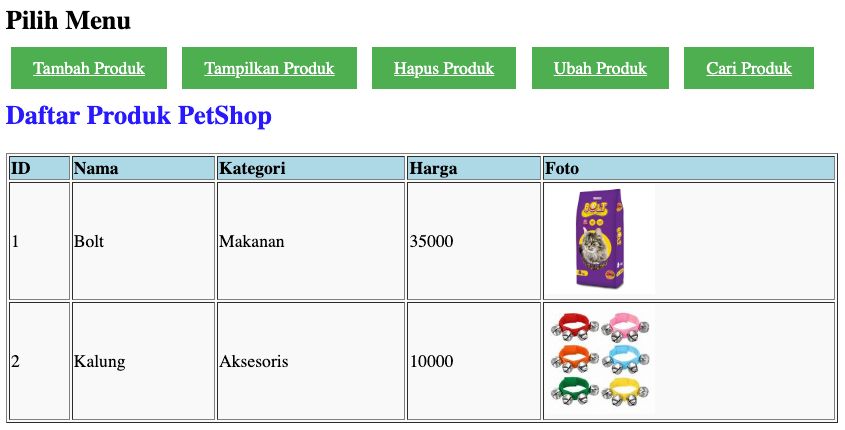 Pilih Menu
Tambah Produk Tampilkan Produk Hapus Produk Ubah Produk Cari Produk
Daftar Produk PetShop
ID Nama Kategori Harga Foto
BOLT
1 Bolt Makanan 35000
2 Kalung Aksesoris 10000